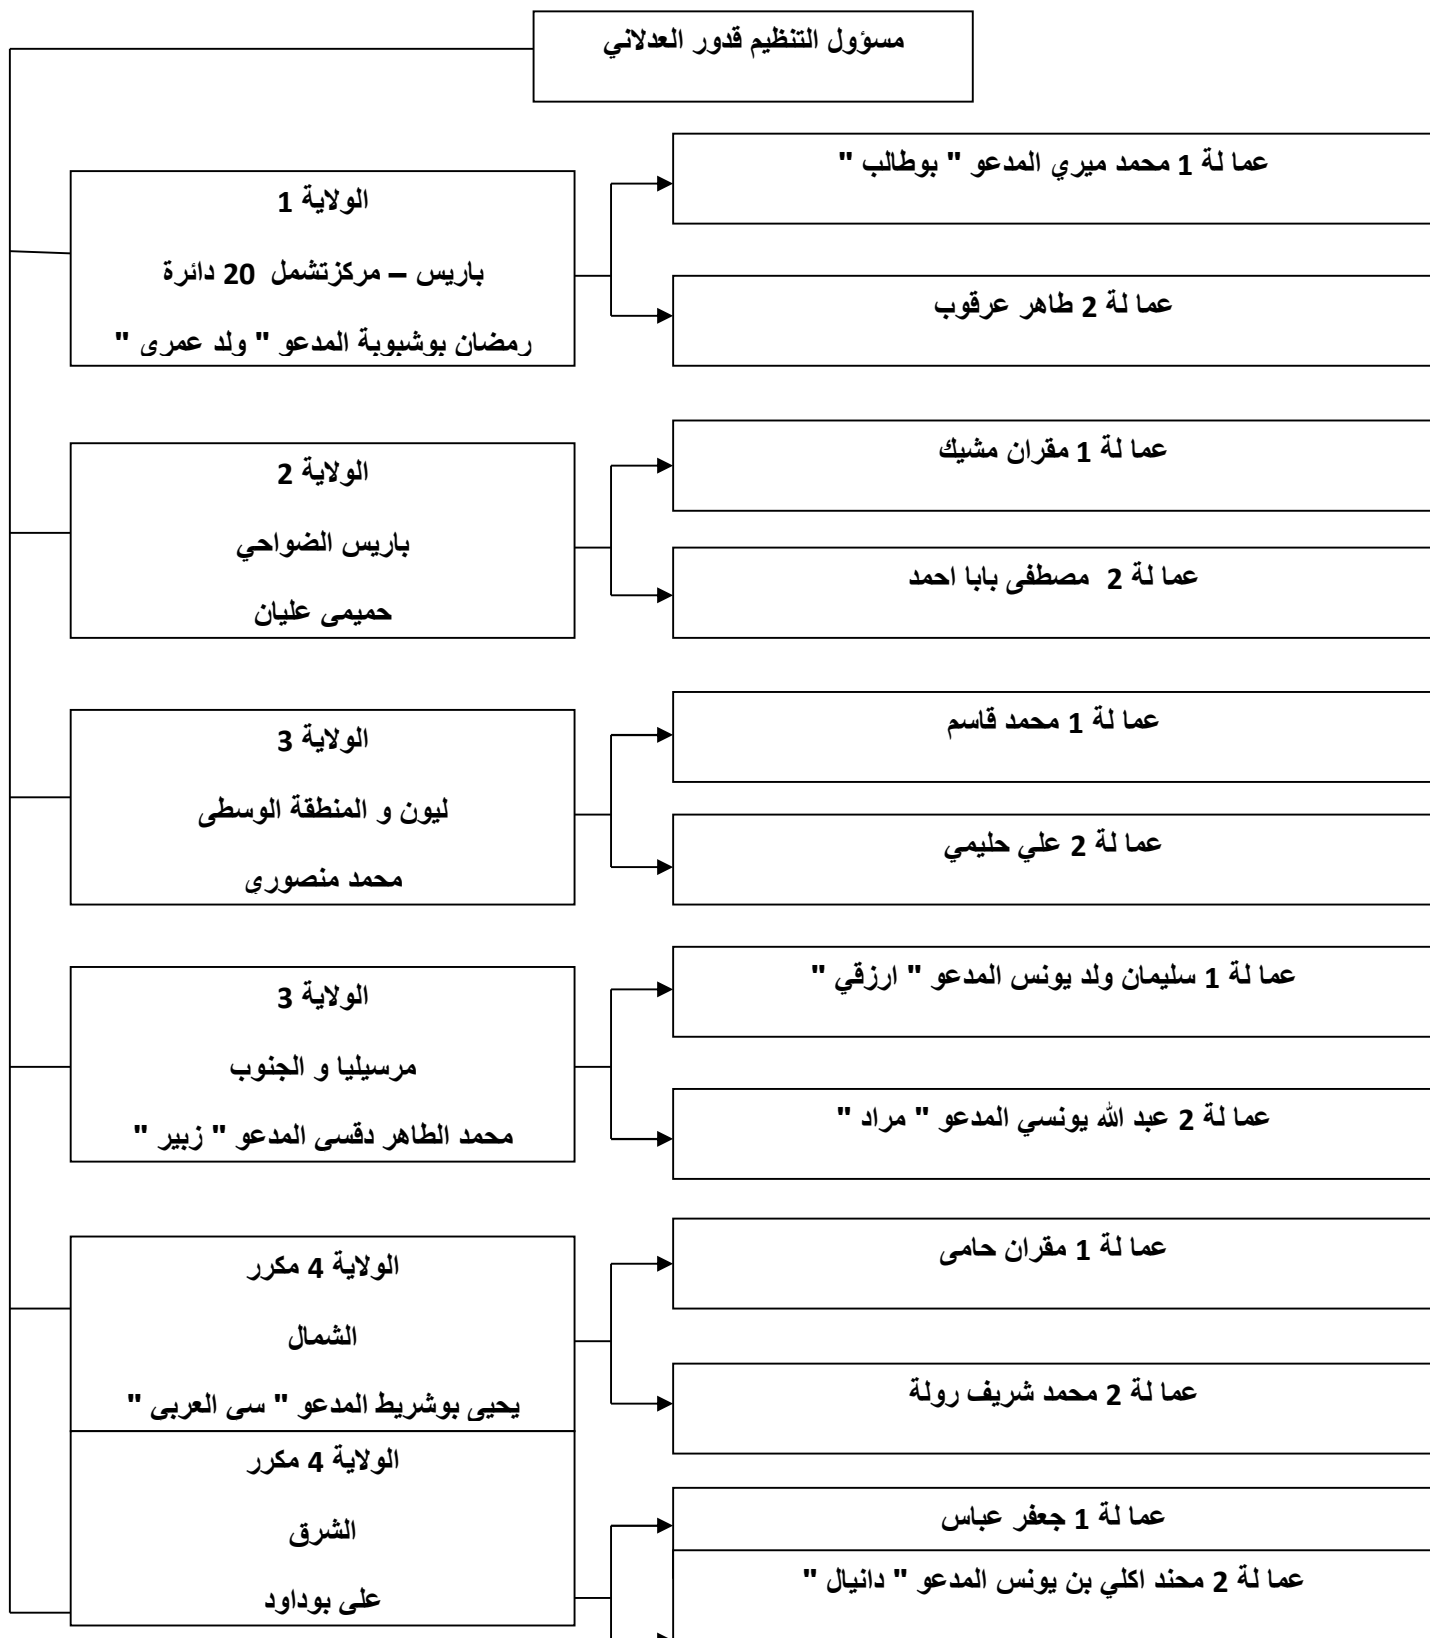 مسؤول التنظيم قدور العدلاني
الولاية 1
باريس – مركزتشمل 20 دائرة
رمضان بوشبوبة المدعو " ولد عمرى "
عما لة 1 محمد ميري المدعو " بوطالب "
عما لة 2 طاهر عرقوب
الولاية 2
باريس الضواحي
حميمى عليان
عما لة 1 مقران مشيك
عما لة 2 مصطفى بابا احمد
الولاية 3
ليون و المنطقة الوسطى
محمد منصورى
عما لة 1 محمد قاسم
عما لة 2 علي حليمي
الولاية 3
مرسيليا و الجنوب
محمد الطاهر دقسى المدعو " زبير "
عما لة 1 سليمان ولد يونس المدعو " ارزقي "
عما لة 2 عبد الله يونسي المدعو " مراد "
الولاية 4 مكرر
الشمال
يحيى بوشريط المدعو " سى العربى "
عما لة 1 مقران حامى
عما لة 2 محمد شريف رولة
الولاية 4 مكرر
الشرق
على بوداود
عما لة 1 جعفر عباس
عما لة 2 محند اكلي بن يونس المدعو " دانيال "